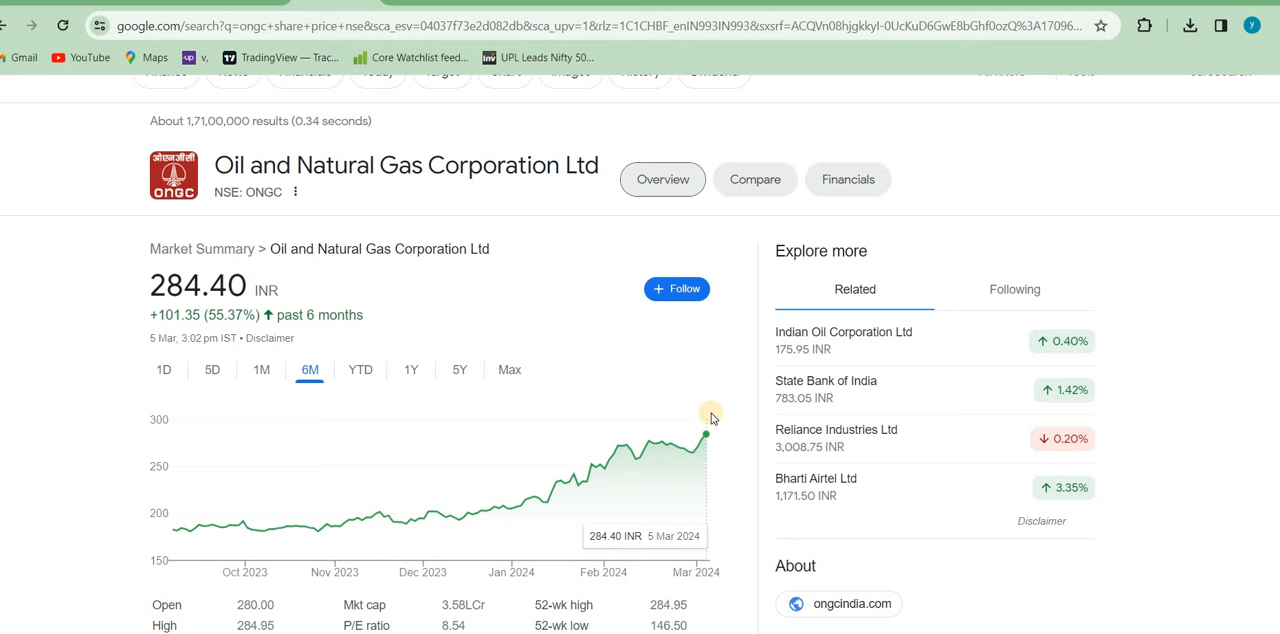 google.com/search?q=ongc+share+price+nse&sca_esv=04037f73e2d082db&sca_upv=1&rlz=1C1CHBF_enIN993IN993&sxsrf=ACQVn08hjgkkyI-0UcKuD6GwE8bGhf0ozQ%3A17096...
y
Gmail YouTube Maps up v, TradingView — Trac... Core Watchlist feed... inv UPL Leads Nifty 50...
About 1,71,00,000 results (0.34 seconds)
ओएनजीसी
ONGC
Oil and Natural Gas Corporation Ltd
NSE: ONGC
Overview Compare Financials
Market Summary > Oil and Natural Gas Corporation Ltd
284.40 INR
+ Follow
+101.35 (55.37%) ↑ past 6 months
5 Mar, 3:02 pm IST • Disclaimer
1D 5D 1M 6M YTD 1Y 5Y Max
300
250
200
150
284.40 INR 5 Mar 2024
Oct 2023 Nov 2023 Dec 2023 Jan 2024 Feb 2024 Mar 2024
Open 280.00 Mkt cap 3.58LCr 52-wk high 284.95
High 284.95 P/E ratio 8.54 52-wk low 146.50
Explore more
Related Following
Indian Oil Corporation Ltd
175.95 INR
↑ 0.40%
State Bank of India
783.05 INR
↑ 1.42%
Reliance Industries Ltd
3,008.75 INR
↓ 0.20%
Bharti Airtel Ltd
1,171.50 INR
↑ 3.35%
Disclaimer
About
ongcindia.com